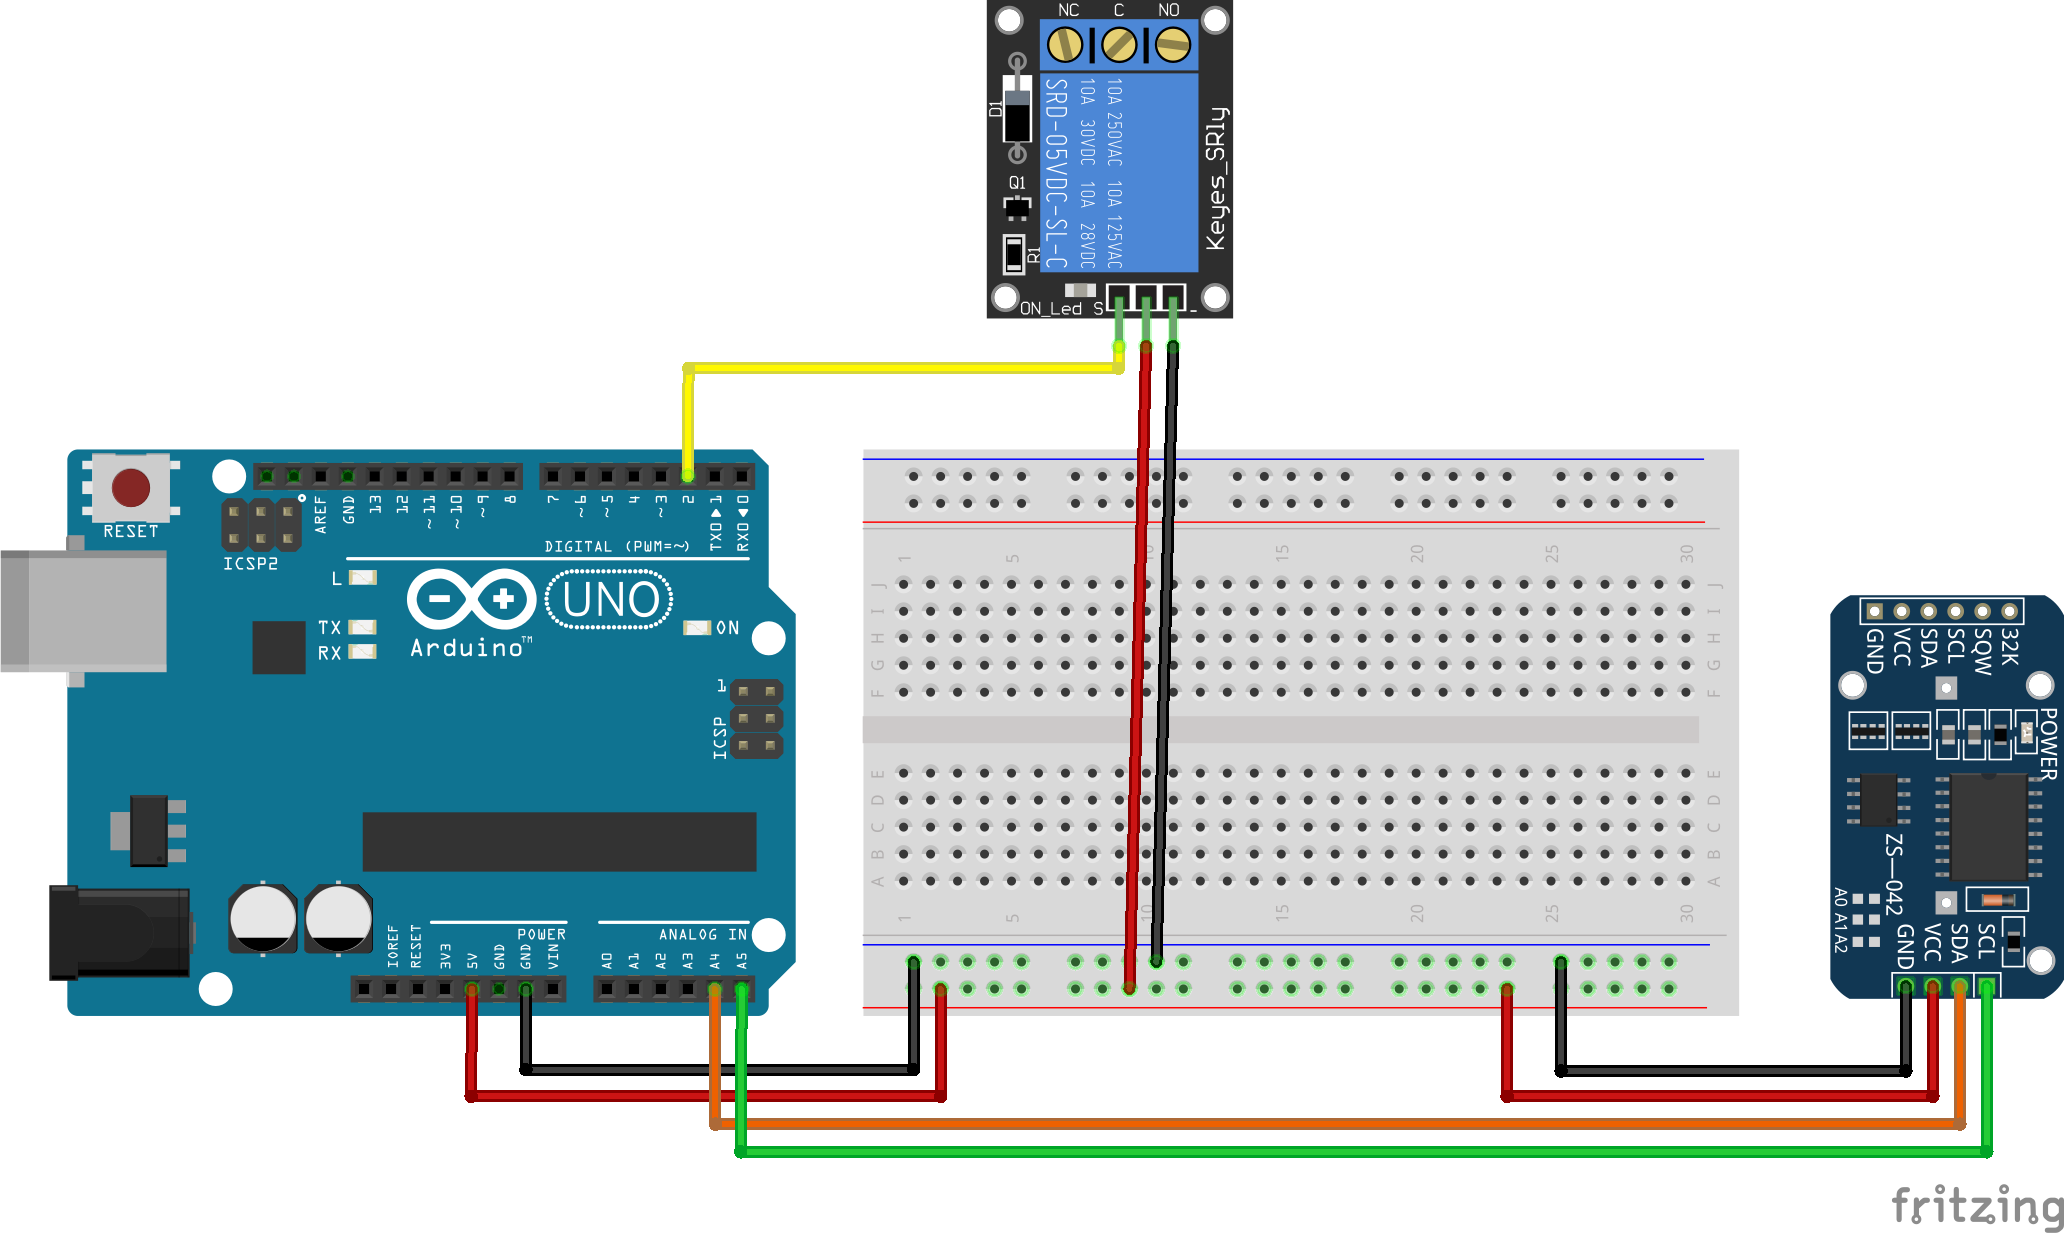 NC C NO
D1
Q1
R1
SRD-05VDC-SL-C
10A 30VDC 10A 28VDC
10A 250VAC 10A 125VAC
Keyes_SRly
ON_Led S -
RESET
ICSP2
AREF
GND
13
12
~11
~10
~9
8
7
~6
~5
4
~3
2
TX0 1
RX0 0
DIGITAL (PWM=~)
L
TX
RX
UNO
Arduino™
ON
1
ICSP
IOREF
RESET
3V3
5V
GND
GND
VIN
POWER
A0
A1
A2
A3
A4
A5
ANALOG IN
1 5 10 15 20 25 30
J J
I I
H H
G G
F F
E E
D D
C C
B B
A A
1 5 10 15 20 25 30
GND
VCC
SDA
SCL
SQW
32K
POWER
ZS-042
A0 A1 A2
GND
VCC
SDA
SCL
fritzing